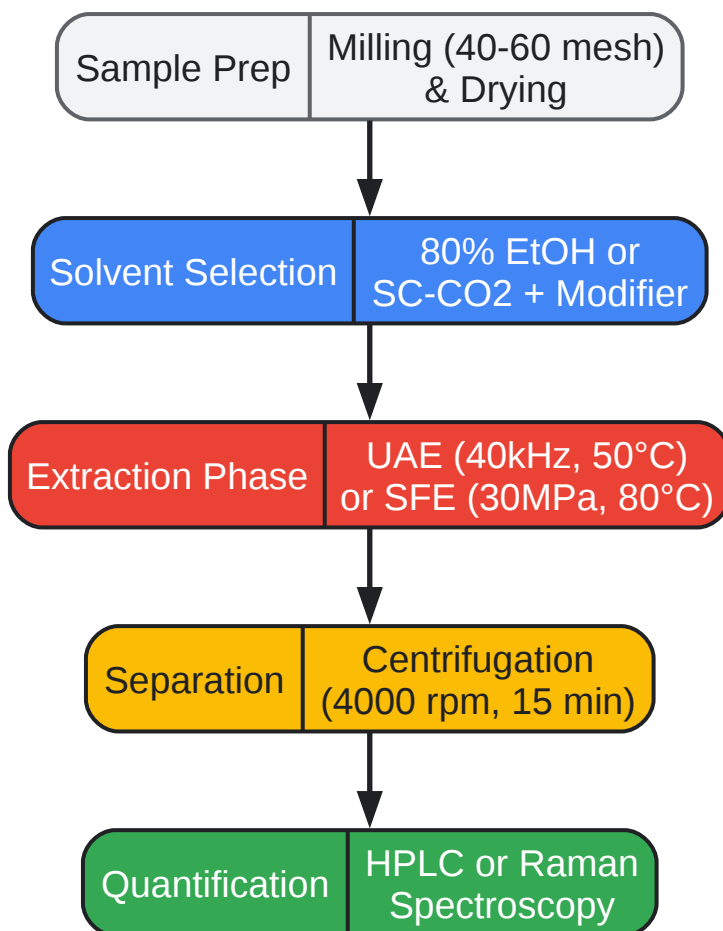 Sample Prep
Milling (40-60 mesh)
& Drying
Solvent Selection
80% EtOH or
SC-CO2 + Modifier
Extraction Phase
UAE (40kHz, 50°C)
or SFE (30MPa, 80°C)
Separation
Centrifugation
(4000 rpm, 15 min)
Quantification
HPLC or Raman
Spectroscopy